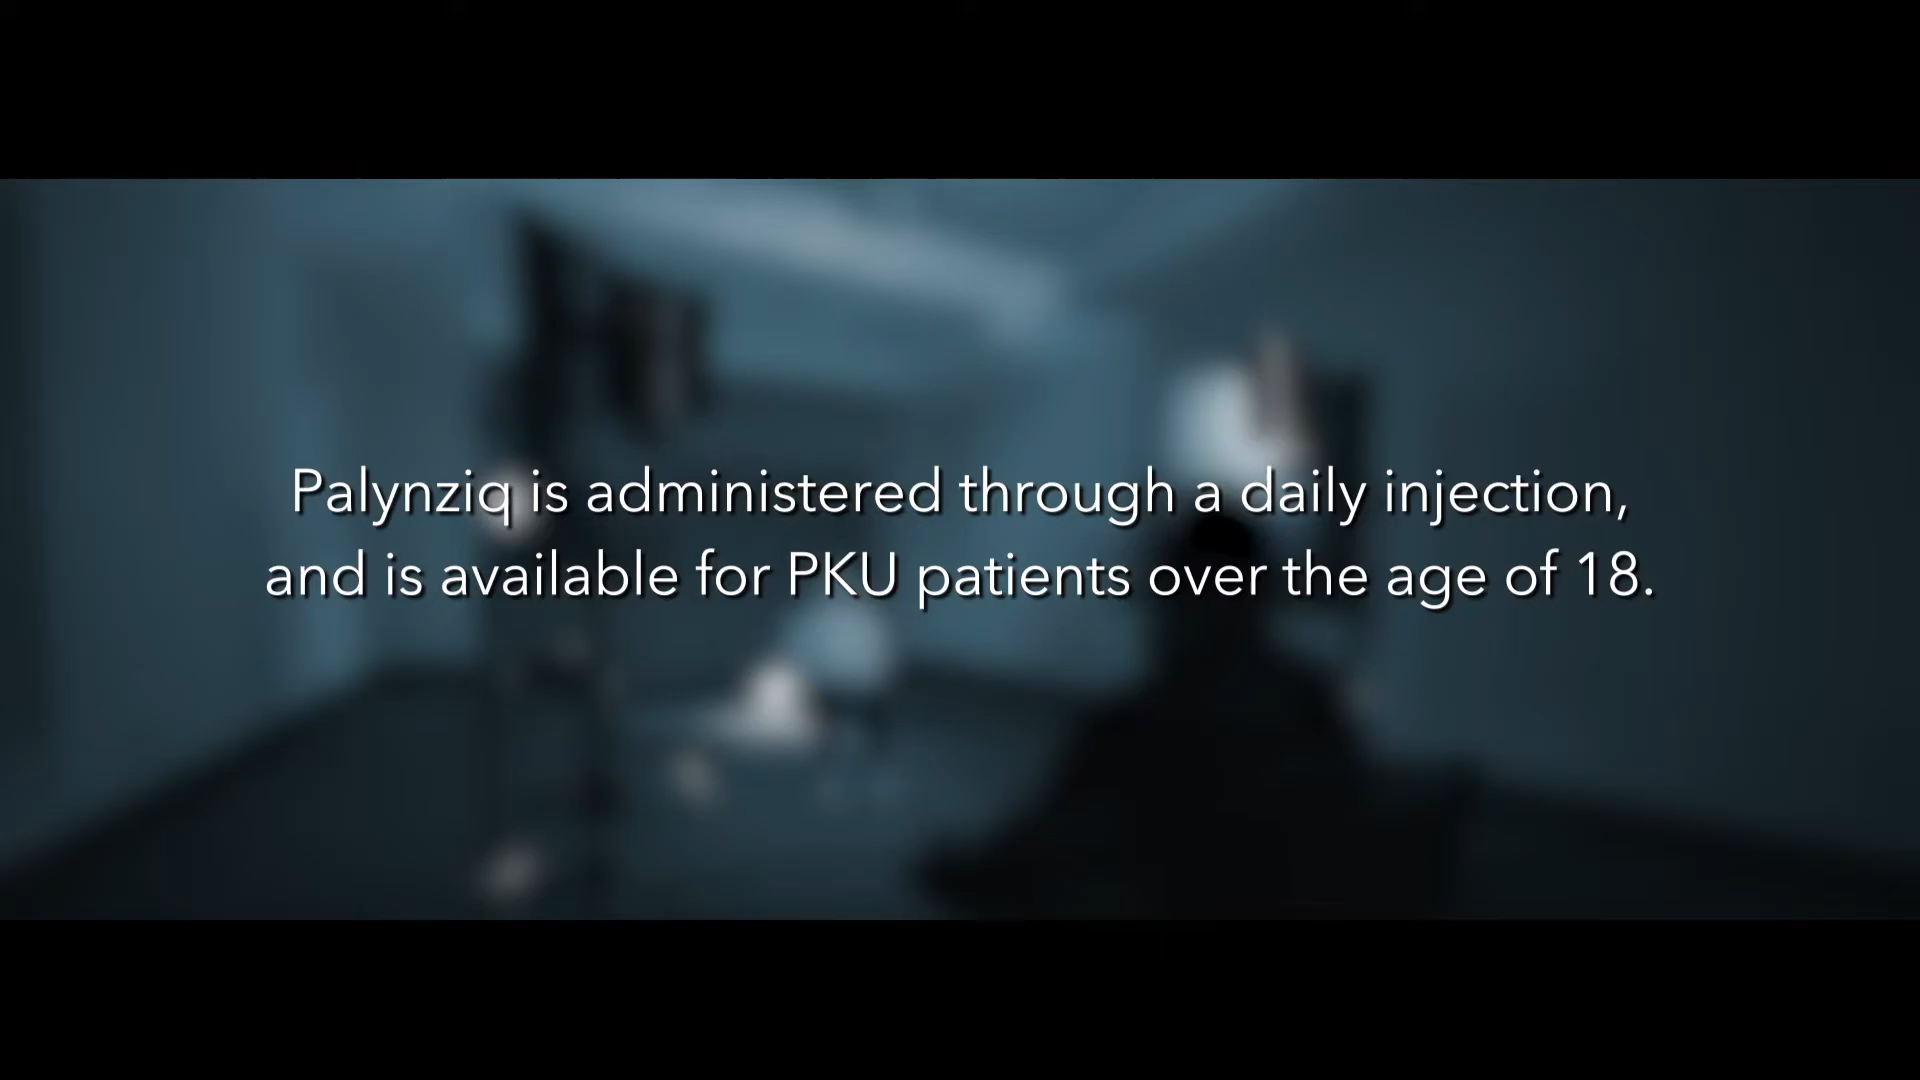 Palynziq is administered through a daily injection,
and is available for PKU patients over the age of 18.